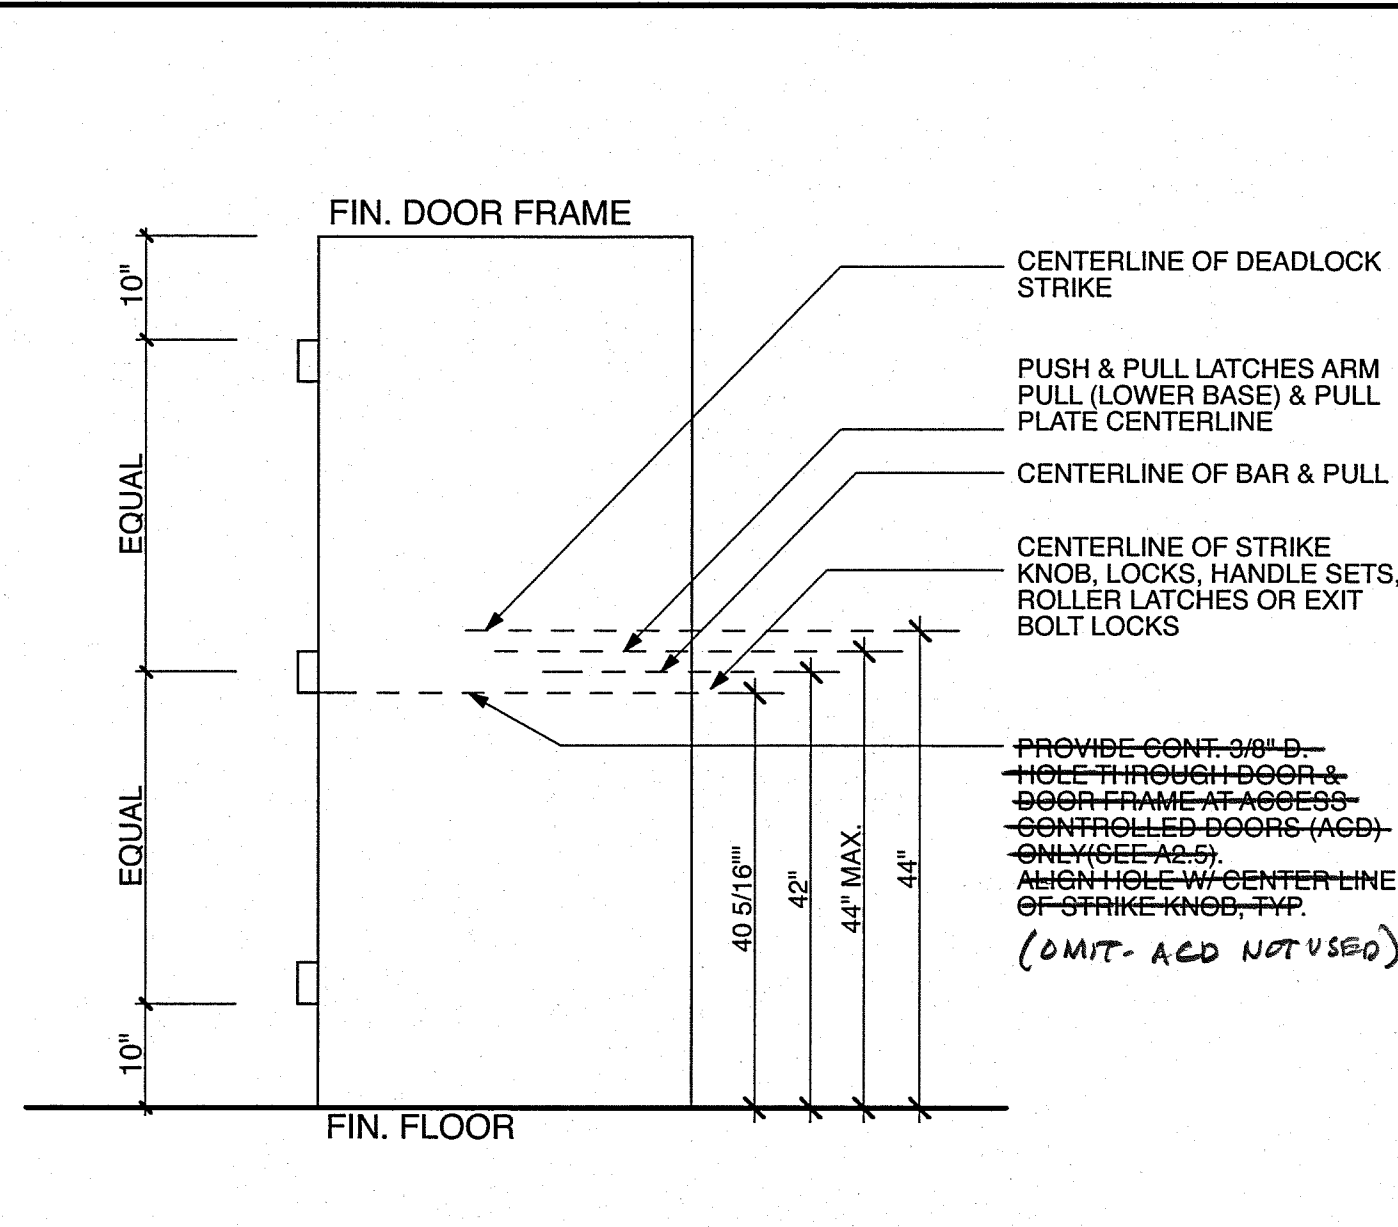 FIN. DOOR FRAME
10"
EQUAL
EQUAL
10"
CENTERLINE OF DEADLOCK
STRIKE
PUSH & PULL LATCHES ARM
PULL (LOWER BASE) & PULL
PLATE CENTERLINE
CENTERLINE OF BAR & PULL
CENTERLINE OF STRIKE
KNOB, LOCKS, HANDLE SETS,
ROLLER LATCHES OR EXIT
BOLT LOCKS
PROVIDE CONT. 3/8" D.
HOLE THROUGH DOOR &
DOOR FRAME AT ACCESS
CONTROLLED DOORS (ACD)
ONLY(SEE A2.5).
ALIGN HOLE W/ CENTER LINE
OF STRIKE KNOB, TYP.
(OMIT- ACD NOT USED)
40 5/16""
42"
44" MAX.
44"
FIN. FLOOR